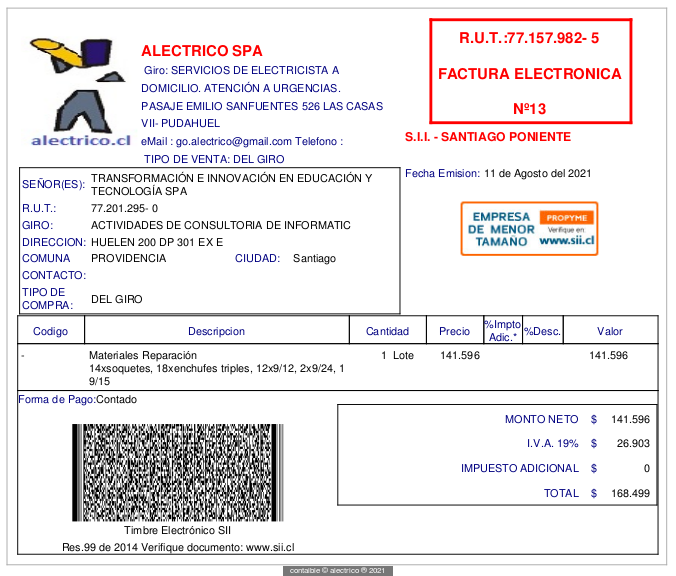 alectrico.cl
ALECTRICO SPA
Giro: SERVICIOS DE ELECTRICISTA A
DOMICILIO. ATENCIÓN A URGENCIAS.
PASAJE EMILIO SANFUENTES 526 LAS CASAS
VII- PUDAHUEL
eMail : go.alectrico@gmail.com Telefono :
TIPO DE VENTA: DEL GIRO
R.U.T.:77.157.982- 5
FACTURA ELECTRONICA
Nº13
S.I.I. - SANTIAGO PONIENTE
Fecha Emision: 11 de Agosto del 2021
SEÑOR(ES): TRANSFORMACIÓN E INNOVACIÓN EN EDUCACIÓN Y
TECNOLOGÍA SPA
R.U.T.: 77.201.295- 0
GIRO: ACTIVIDADES DE CONSULTORIA DE INFORMATIC
DIRECCION: HUELEN 200 DP 301 EX E
COMUNA PROVIDENCIA CIUDAD: Santiago
CONTACTO:
TIPO DE
COMPRA: DEL GIRO
EMPRESA
DE MENOR
TAMAÑO
PROPYME
Verifique en
www.sii.cl
Codigo Descripcion Cantidad Precio %Impto Adic.* %Desc. Valor
- Materiales Reparación 1 Lote 141.596 141.596
14xsoquetes, 18xenchufes triples, 12x9/12, 2x9/24, 1
9/15
Forma de Pago:Contado
MONTO NETO $ 141.596
I.V.A. 19% $ 26.903
IMPUESTO ADICIONAL $ 0
TOTAL $ 168.499
Timbre Electrónico SII
Res.99 de 2014 Verifique documento: www.sii.cl
contaible © alectrico ® 2021